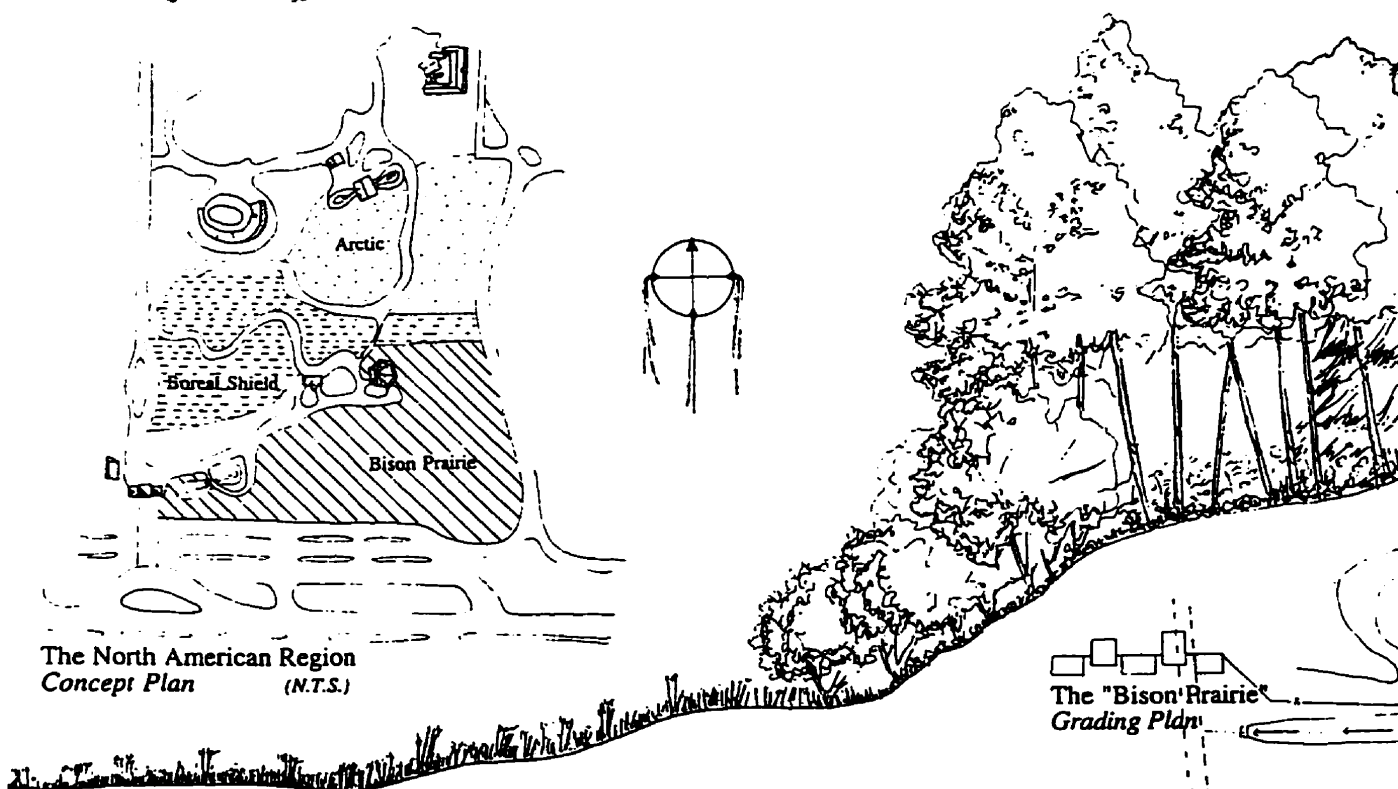 Arctic
Boreal Shield
Bison Prairie
The North American Region
Concept Plan (N.T.S.)
The "Bison Prairie"
Grading Plan